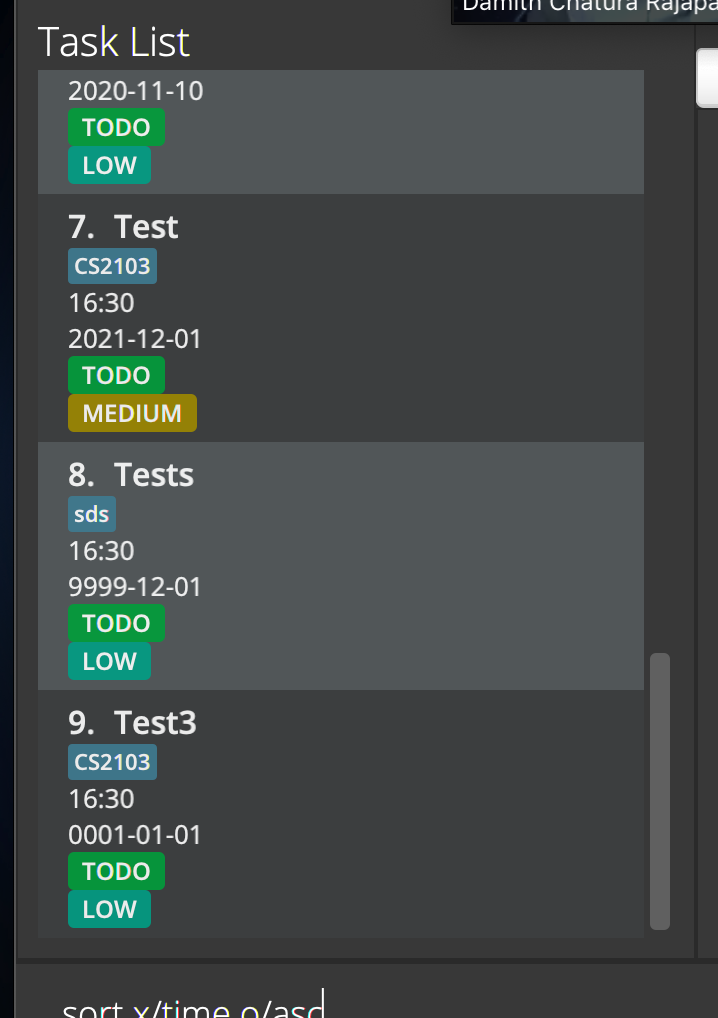 Damith Chatura Rajapa
Task List
2020-11-10
TODO
LOW
7. Test
CS2103
16:30
2021-12-01
TODO
MEDIUM
8. Tests
sds
16:30
9999-12-01
TODO
LOW
9. Test3
CS2103
16:30
0001-01-01
TODO
LOW
sort x/time o/asd